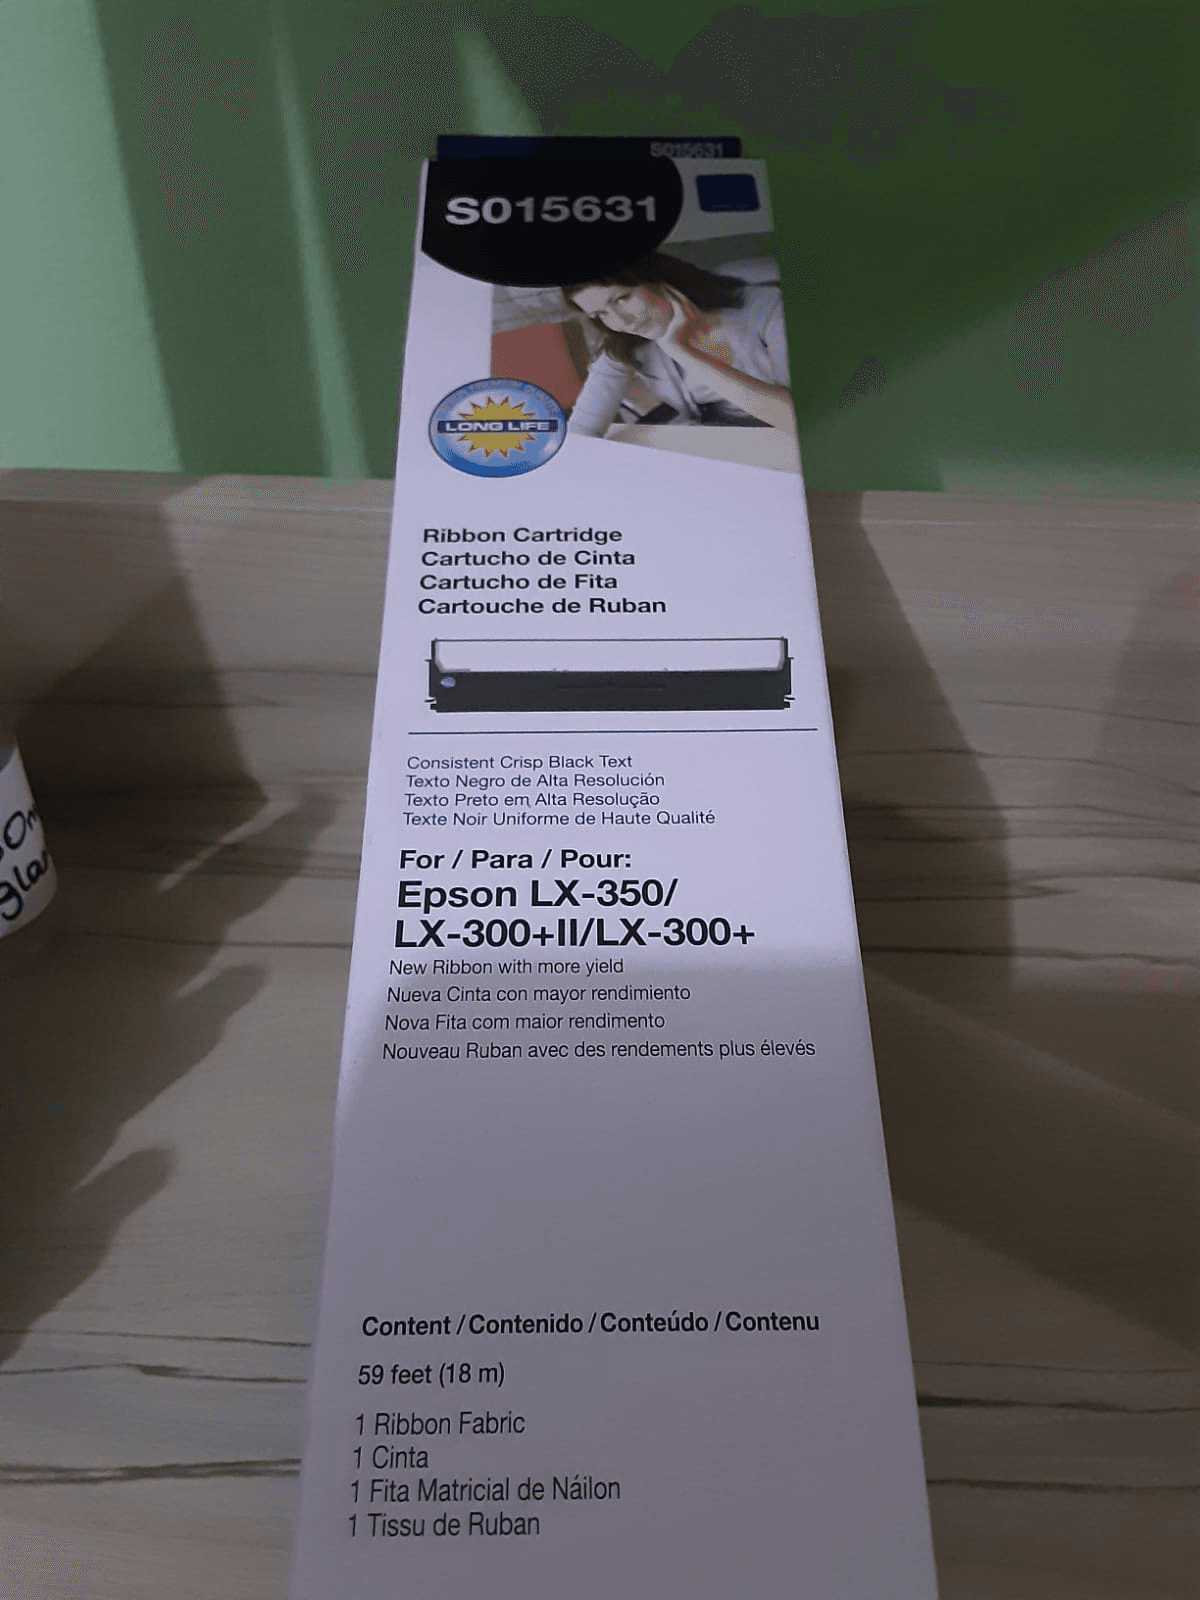 S015631
S015631
LONG LIFE
Ribbon Cartridge
Cartucho de Cinta
Cartucho de Fita
Cartouche de Ruban
Consistent Crisp Black Text
Texto Negro de Alta Resolución
Texto Preto em Alta Resolução
Texte Noir Uniforme de Haute Qualité
For / Para / Pour:
Epson LX-350/
LX-300+II/LX-300+
New Ribbon with more yield
Nueva Cinta con mayor rendimiento
Nova Fita com maior rendimento
Nouveau Ruban avec des rendements plus élevés
Content / Contenido / Conteúdo / Contenu
59 feet (18 m)
1 Ribbon Fabric
1 Cinta
1 Fita Matricial de Náilon
1 Tissu de Ruban